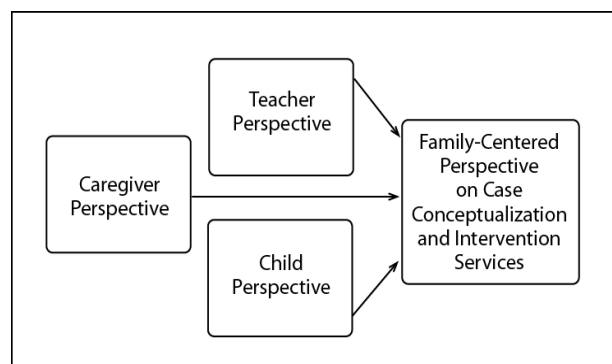 Teacher
Perspective
Caregiver
Perspective
Child
Perspective
Family-Centered
Perspective
on Case
Conceptualization
and Intervention
Services